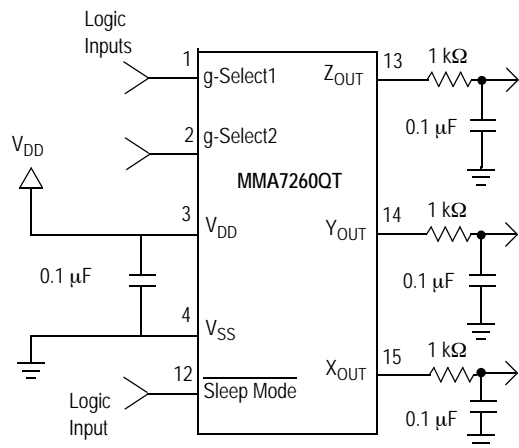 Logic
Inputs
1
g-Select1
2
g-Select2
V_DD
3
V_DD
0.1 μF
4
V_SS
12
Sleep Mode
Logic
Input
MMA7260QT
Z_OUT
13
1 kΩ
0.1 μF
Y_OUT
14
1 kΩ
0.1 μF
X_OUT
15
1 kΩ
0.1 μF